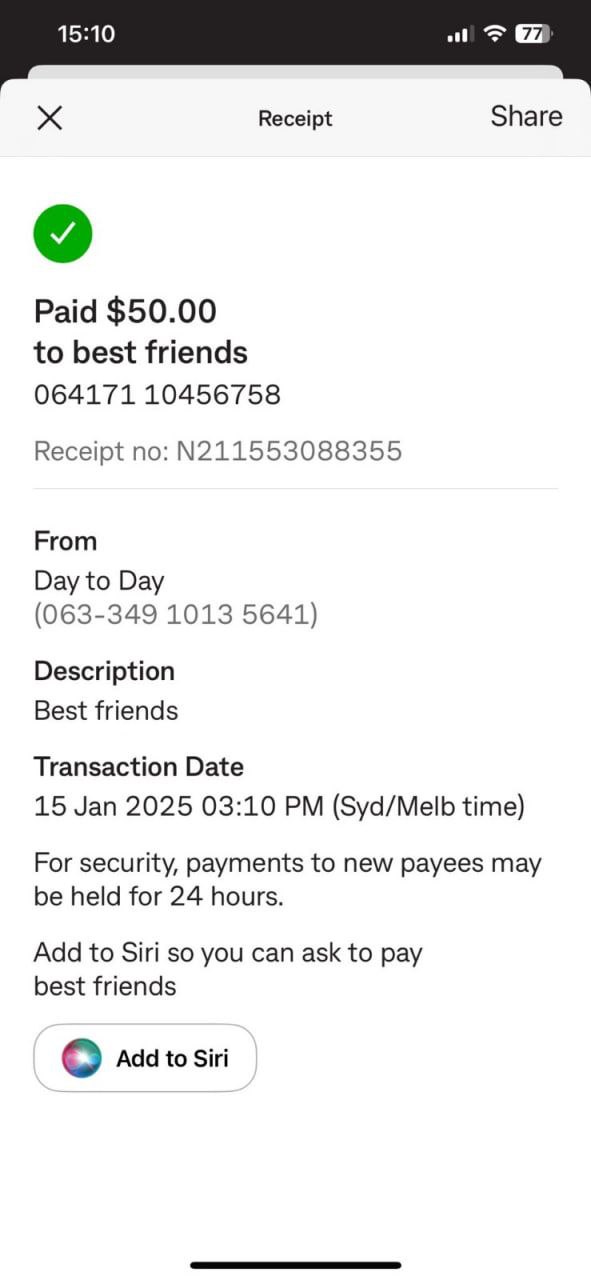 15:10
77
Receipt
Share
Paid $50.00
to best friends
064171 10456758
Receipt no: N211553088355
From
Day to Day
(063-349 1013 5641)
Description
Best friends
Transaction Date
15 Jan 2025 03:10 PM (Syd/Melb time)
For security, payments to new payees may
be held for 24 hours.
Add to Siri so you can ask to pay
best friends
Add to Siri